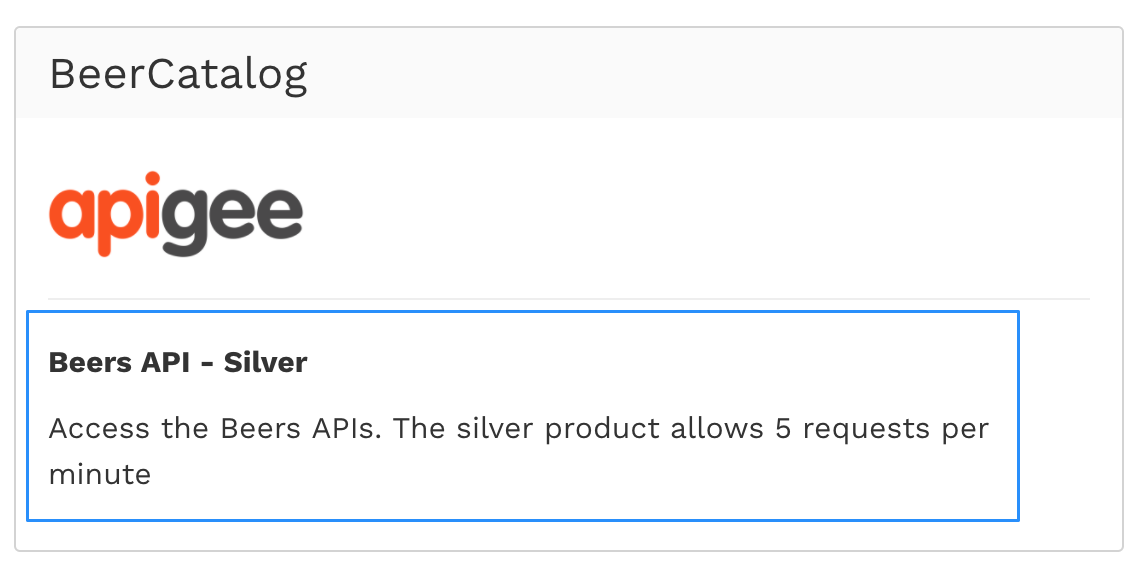 BeerCatalog
apigee
Beers API - Silver
Access the Beers APIs. The silver product allows 5 requests per
minute